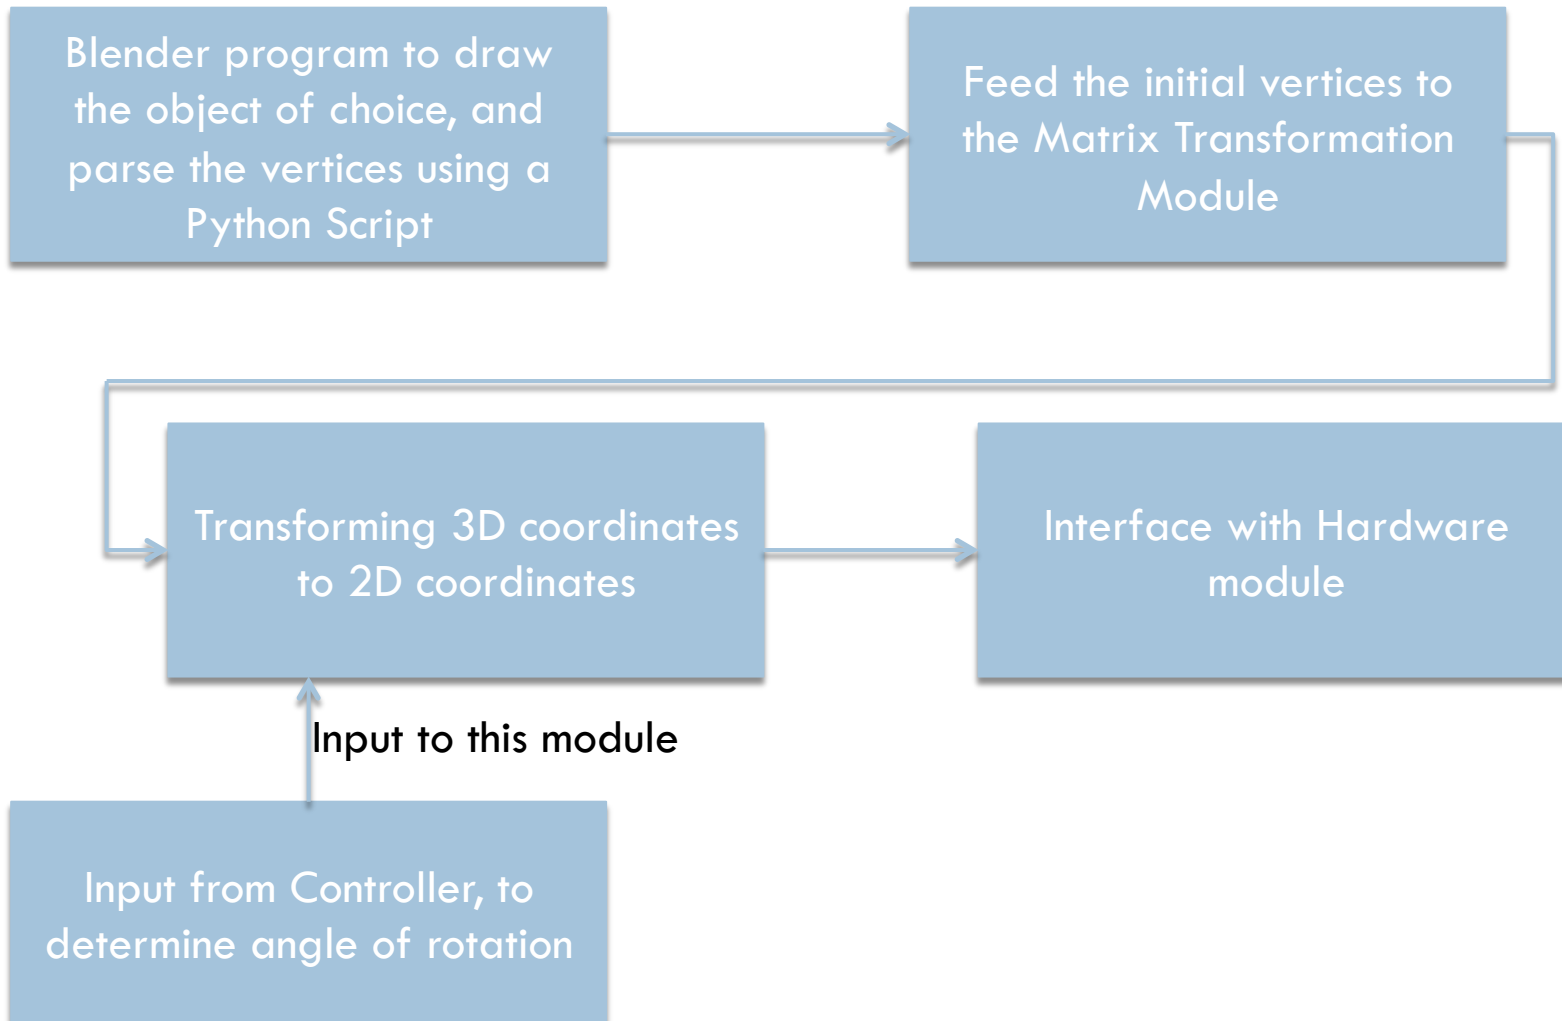 Blender program to draw
the object of choice, and
parse the vertices using a
Python Script
Feed the initial vertices to
the Matrix Transformation
Module
Transforming 3D coordinates
to 2D coordinates
Interface with Hardware
module
Input to this module
Input from Controller, to
determine angle of rotation